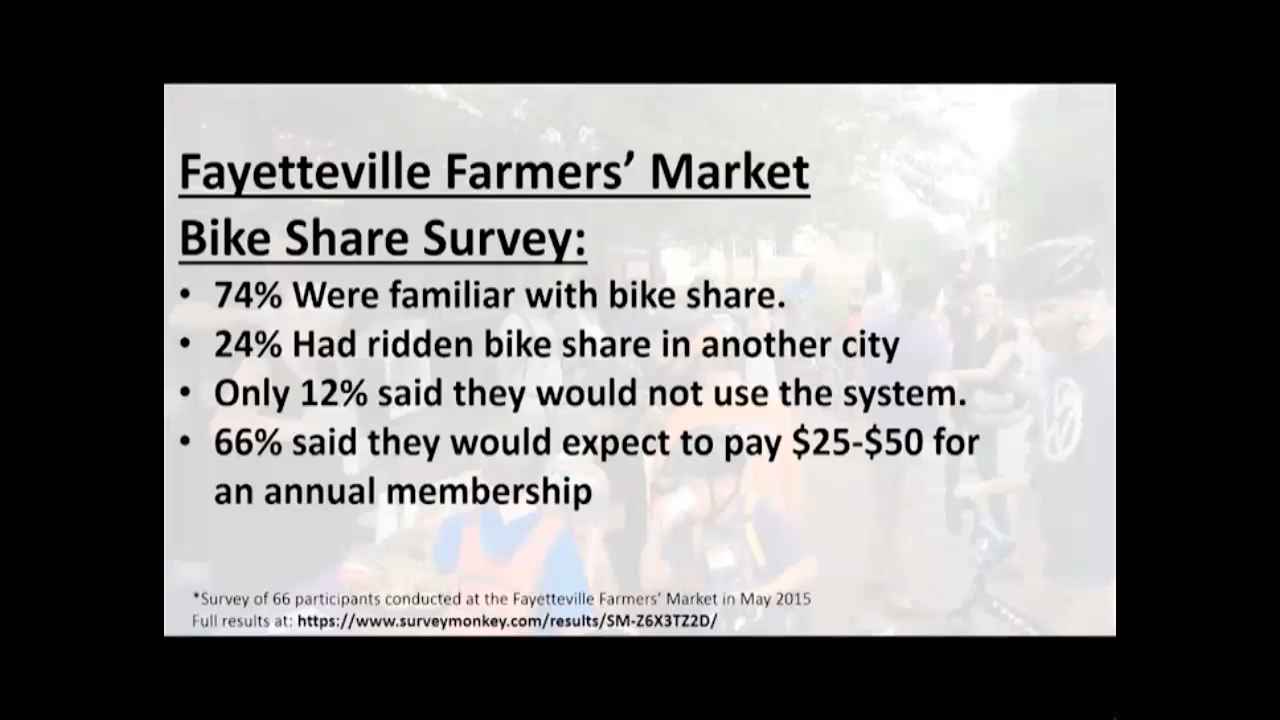 Fayetteville Farmers’ Market
Bike Share Survey:
• 74% Were familiar with bike share.
• 24% Had ridden bike share in another city
• Only 12% said they would not use the system.
• 66% said they would expect to pay $25-$50 for
an annual membership
*Survey of 66 participants conducted at the Fayetteville Farmers’ Market in May 2015
Full results at: https://www.surveymonkey.com/results/SM-Z6X3TZ2D/